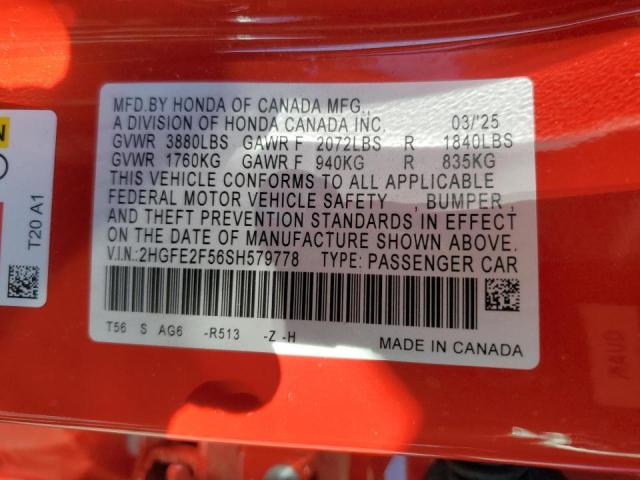 MFD.BY HONDA OF CANADA MFG.,
A DIVISION OF HONDA CANADA INC. 03/'25
GVWR 3880LBS GAWR F 2072LBS R 1840LBS
GVWR 1760KG GAWR F 940KG R 835KG
THIS VEHICLE CONFORMS TO ALL APPLICABLE
FEDERAL MOTOR VEHICLE SAFETY , BUMPER ,
AND THEFT PREVENTION STANDARDS IN EFFECT
ON THE DATE OF MANUFACTURE SHOWN ABOVE.
V.I.N.:2HGFE2F56SH579778 TYPE: PASSENGER CAR
T56 S AG6 -R513 -Z -H
MADE IN CANADA
T20 A1